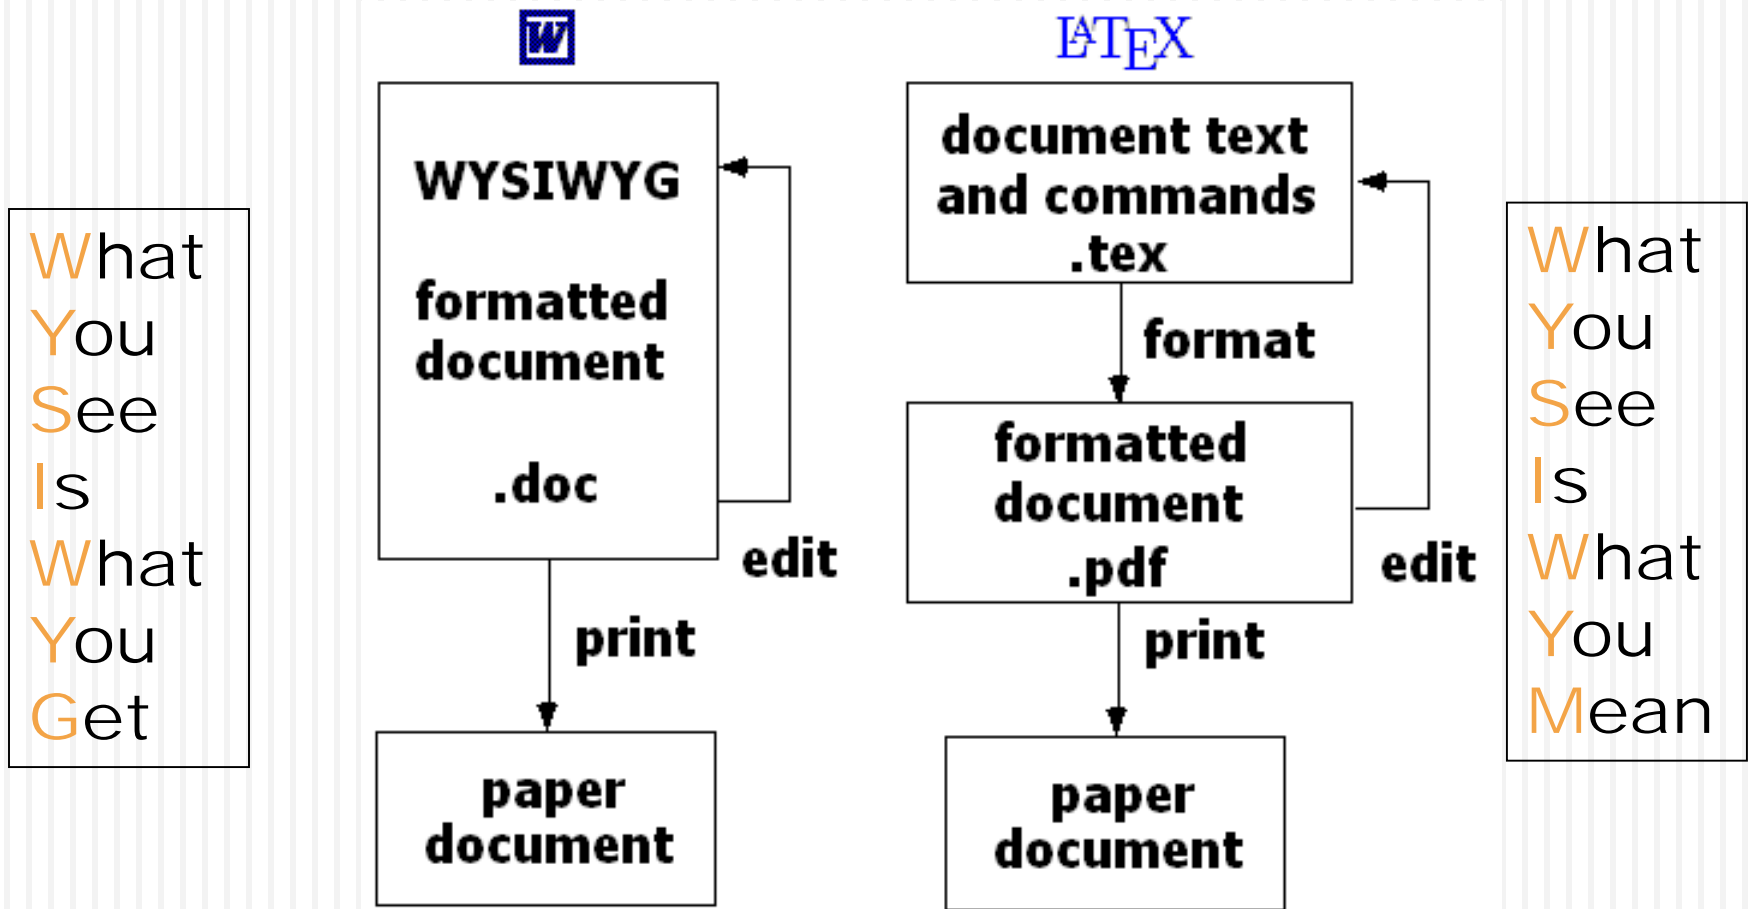 What
You
See
Is
What
You
Get
W
WYSIWYG
formatted
document
.doc
edit
print
paper
document
LATEX
document text
and commands
.tex
format
formatted
document
.pdf
edit
print
paper
document
What
You
See
Is
What
You
Mean